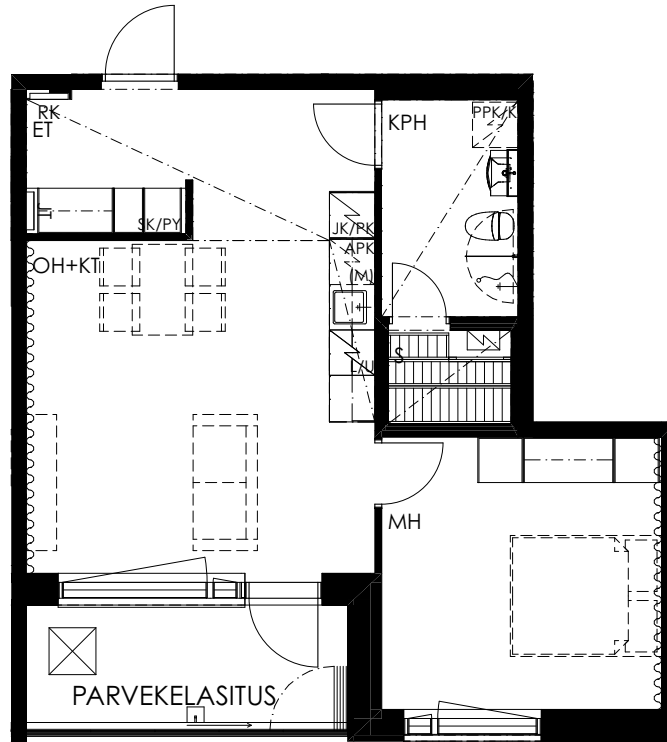 RK
ET
KPH
PPK/K
SK/PY
JK/PK
APK
(M)
OH+KT
L/U
S
MH
PARVEKELASITUS